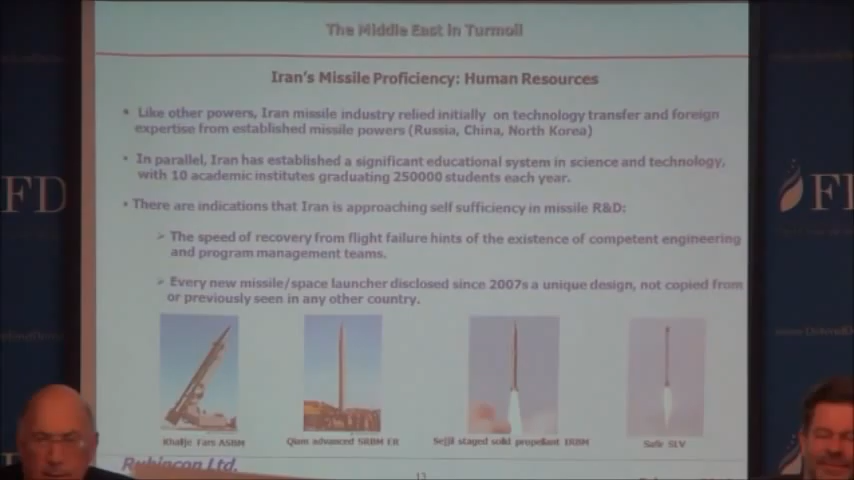 The Middle East in Turmoil
Iran's Missile Proficiency: Human Resources
• Like other powers, Iran missile industry relied initially on technology transfer and foreign
expertise from established missile powers (Russia, China, North Korea)
• In parallel, Iran has established a significant educational system in science and technology,
with 10 academic institutes graduating 250000 students each year.
• There are indications that Iran is approaching self sufficiency in missile R&D:
➢ The speed of recovery from flight failure hints of the existence of competent engineering
and program management teams.
➢ Every new missile/space launcher disclosed since 2007s a unique design, not copied from
or previously seen in any other country.
Khalije Fars ASBM
Qiam advanced SRBM ER
Sejjil staged solid propellant IRBM
Safir SLV
Rubincon Ltd.
13
FD
FI